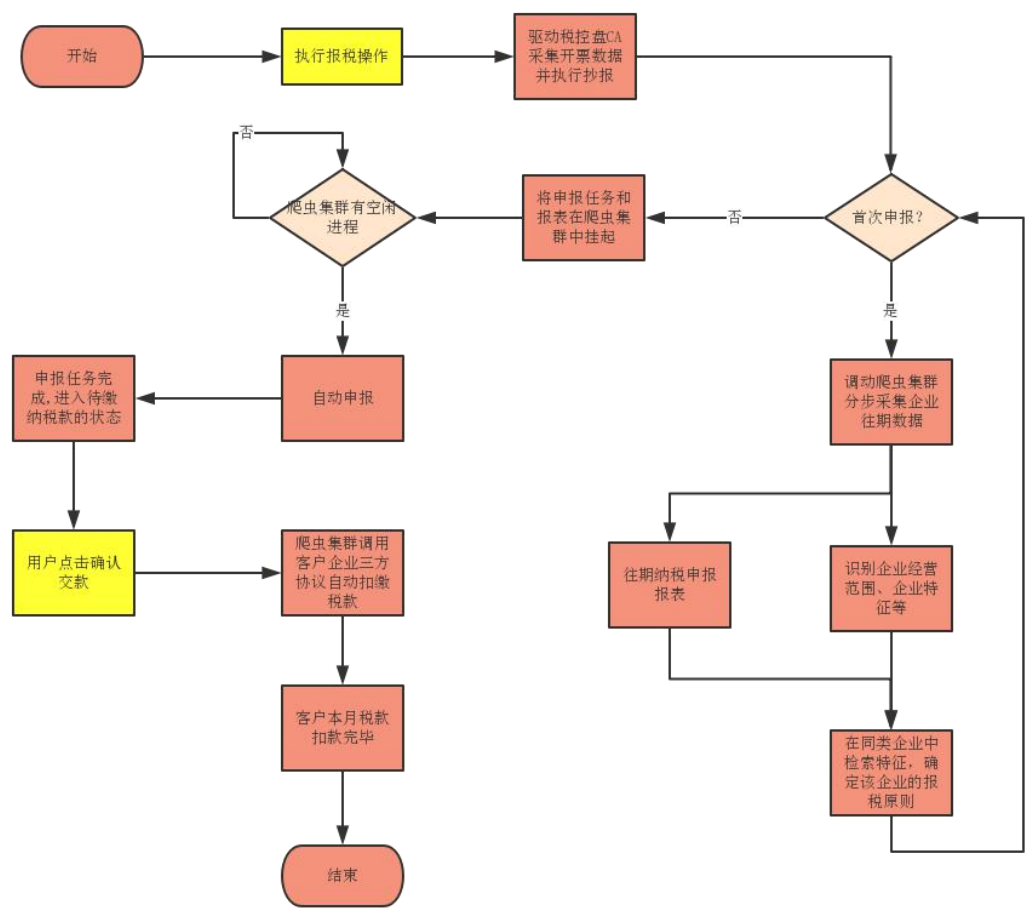 开始
执行报税操作
驱动税控盘CA
采集开票数据
并执行抄报
否
爬虫集群有空闲
进程
将申报任务和
报表在爬虫集
群中挂起
否
首次申报？
是
是
申报任务完
成,进入待缴
纳税款的状态
自动申报
调动爬虫集群
分步采集企业
往期数据
用户点击确认
交款
爬虫集群调用
客户企业三方
协议自动扣缴
税款
往期纳税申报
报表
识别企业经营
范围、企业特
征等
客户本月税款
扣款完毕
在同类企业中
检索特征，确
定该企业的报
税原则
结束